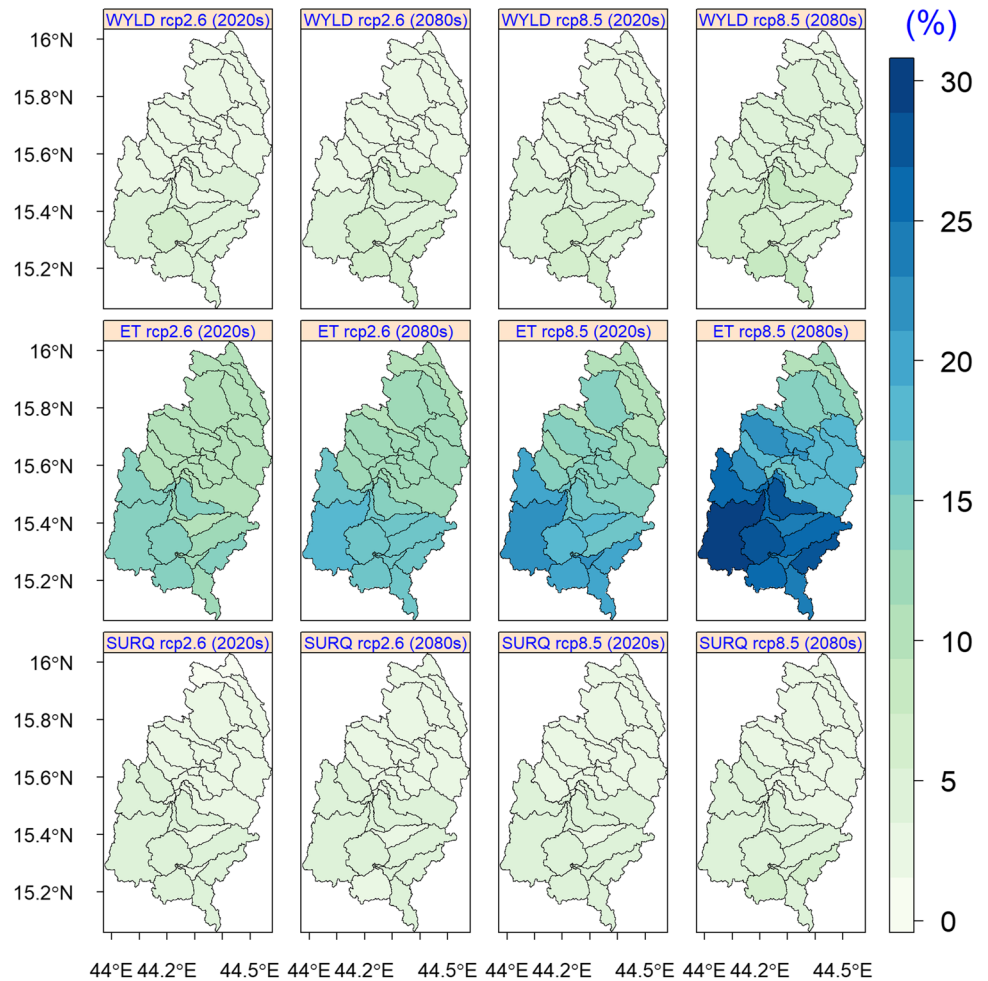 WYLD rcp2.6 (2020s) WYLD rcp2.6 (2080s) WYLD rcp8.5 (2020s) WYLD rcp8.5 (2080s) (%)
16°N
15.8°N
15.6°N
15.4°N
15.2°N
ET rcp2.6 (2020s) ET rcp2.6 (2080s) ET rcp8.5 (2020s) ET rcp8.5 (2080s)
16°N
15.8°N
15.6°N
15.4°N
15.2°N
SURQ rcp2.6 (2020s) SURQ rcp2.6 (2080s) SURQ rcp8.5 (2020s) SURQ rcp8.5 (2080s)
16°N
15.8°N
15.6°N
15.4°N
15.2°N
44°E 44.2°E 44.5°E 44°E 44.2°E 44.5°E 44°E 44.2°E 44.5°E 44°E 44.2°E 44.5°E
30
25
20
15
10
5
0